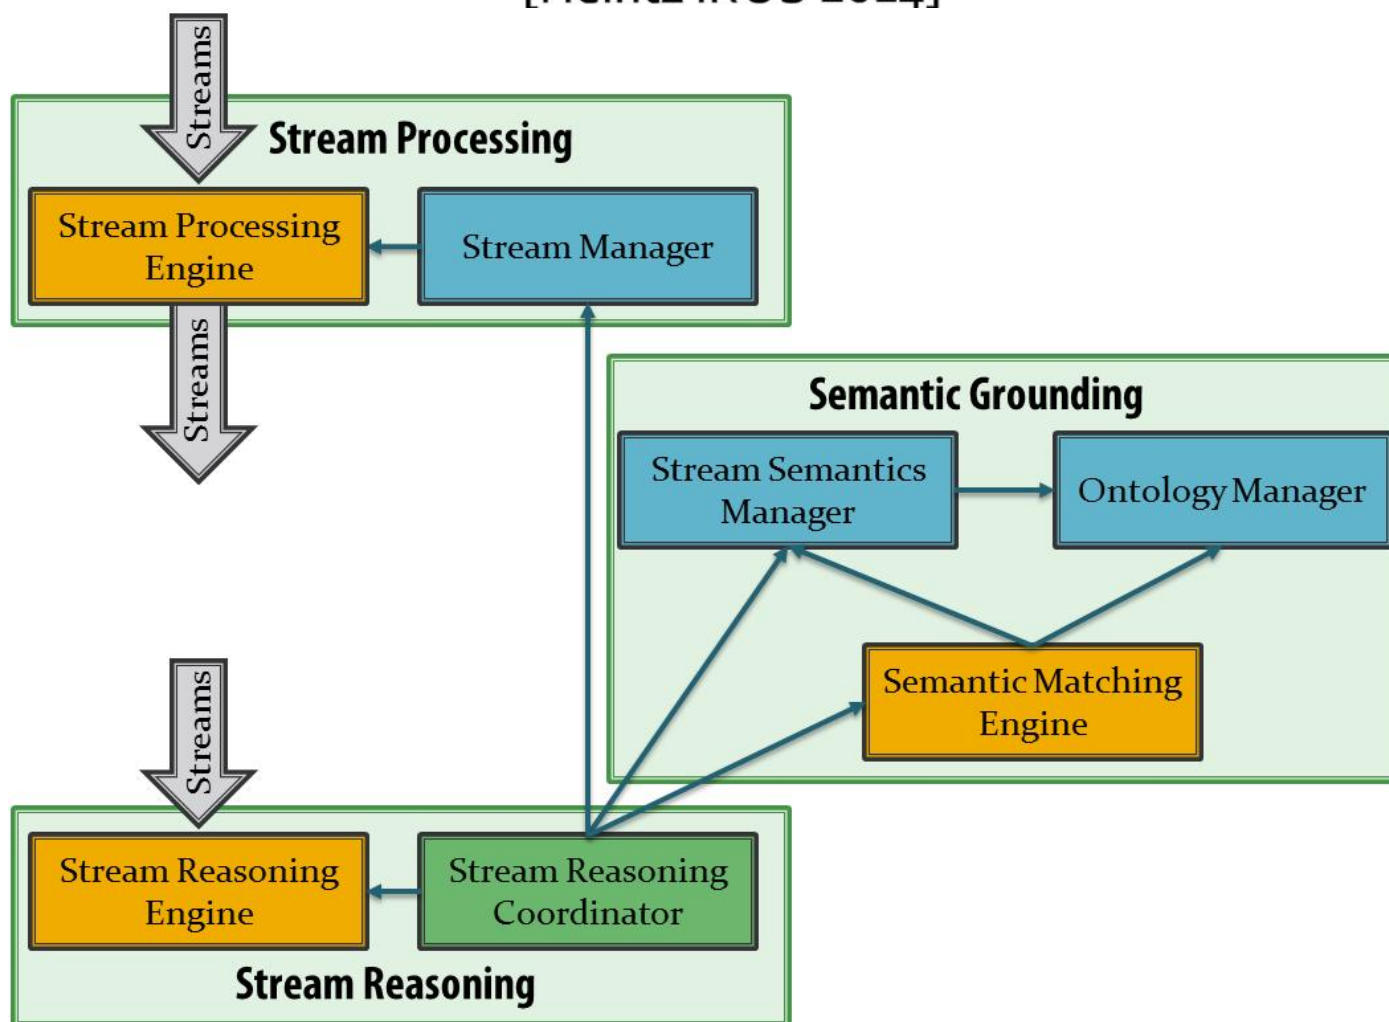 Streams
Stream Processing
Stream Processing
Engine
Stream Manager
Streams
Semantic Grounding
Stream Semantics
Manager
Ontology Manager
Semantic Matching
Engine
Streams
Stream Reasoning
Engine
Stream Reasoning
Coordinator
Stream Reasoning